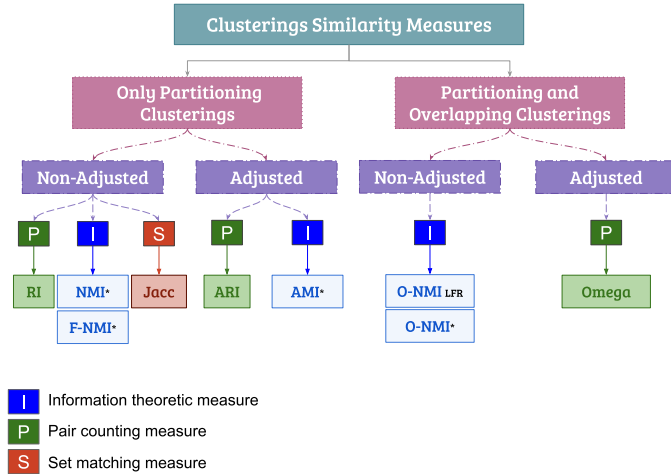 Clusterings Similarity Measures
Only Partitioning
Clusterings
Partitioning and
Overlapping Clusterings
Non-Adjusted
Adjusted
Non-Adjusted
Adjusted
P
I
S
P
I
I
P
RI
NMI*
Jacc
ARI
AMI*
O-NMI LFR
Omega
F-NMI*
O-NMI*
I Information theoretic measure
P Pair counting measure
S Set matching measure